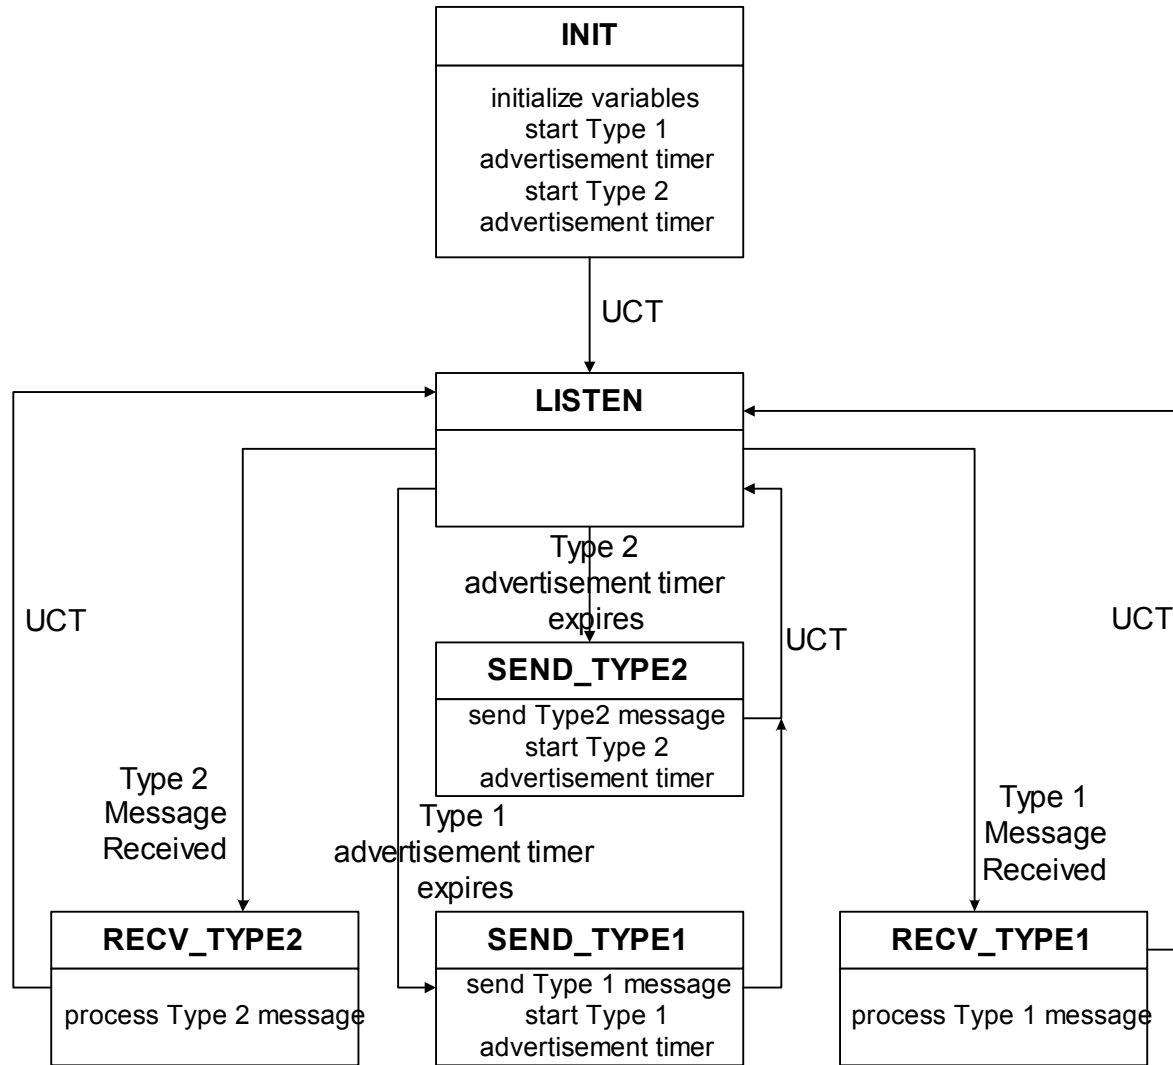 INIT
initialize variables
start Type 1
advertisement timer
start Type 2
advertisement timer
UCT
LISTEN
Type 2
advertisement timer
expires
UCT
UCT
UCT
SEND_TYPE2
send Type2 message
start Type 2
advertisement timer
Type 2
Message
Received
Type 1
advertisement timer
expires
Type 1
Message
Received
RECV_TYPE2
process Type 2 message
SEND_TYPE1
send Type 1 message
start Type 1
advertisement timer
RECV_TYPE1
process Type 1 message